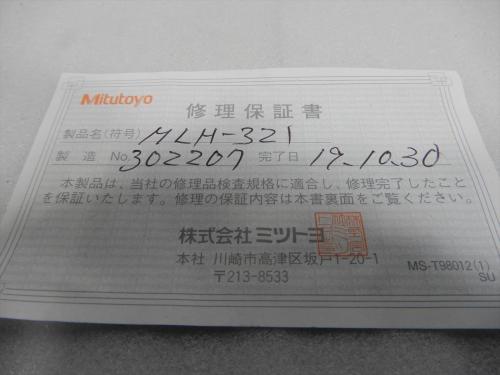 Mitutoyo
修理保証書
製品名(符号) MLH-321
製造 No. 302207 完了日 19.10.30
本製品は、当社の修理品検査規格に適合し、修理完了したこと
を保証いたします。修理の保証内容は本書裏面をご覧ください。
株式会社 ミツトヨ
本社 川崎市高津区坂戸1-20-1
〒213-8533
MS-T98012(1)
SU